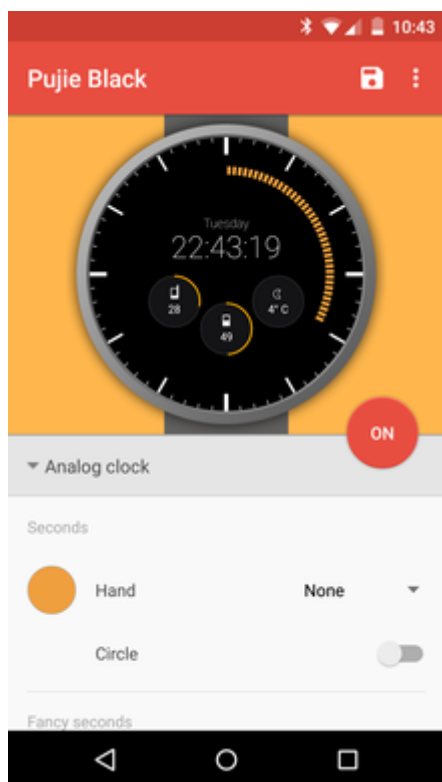 10:43
Pujie Black
Tuesday
22:43:19
28
49
4° C
ON
Analog clock
Seconds
Hand None
Circle
Fancy seconds